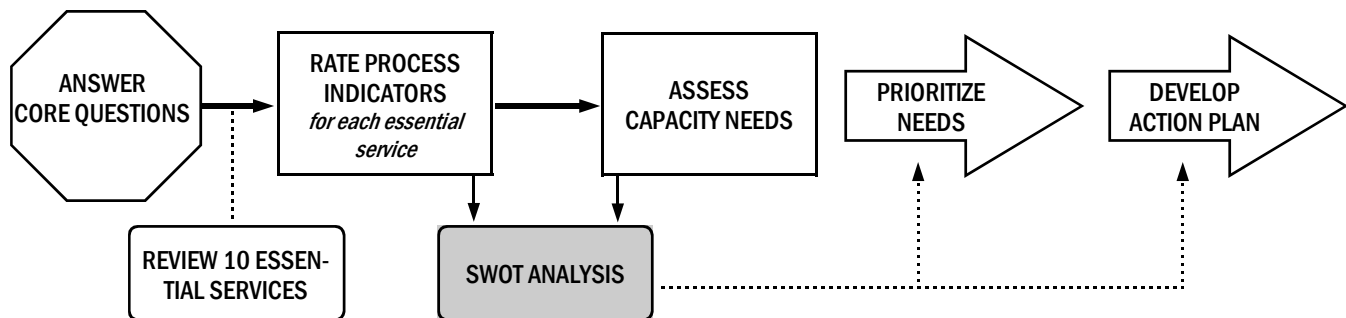 ANSWER
CORE QUESTIONS
RATE PROCESS
INDICATORS
for each essential
service
ASSESS
CAPACITY NEEDS
PRIORITIZE
NEEDS
DEVELOP
ACTION PLAN
REVIEW 10 ESSEN-
TIAL SERVICES
SWOT ANALYSIS